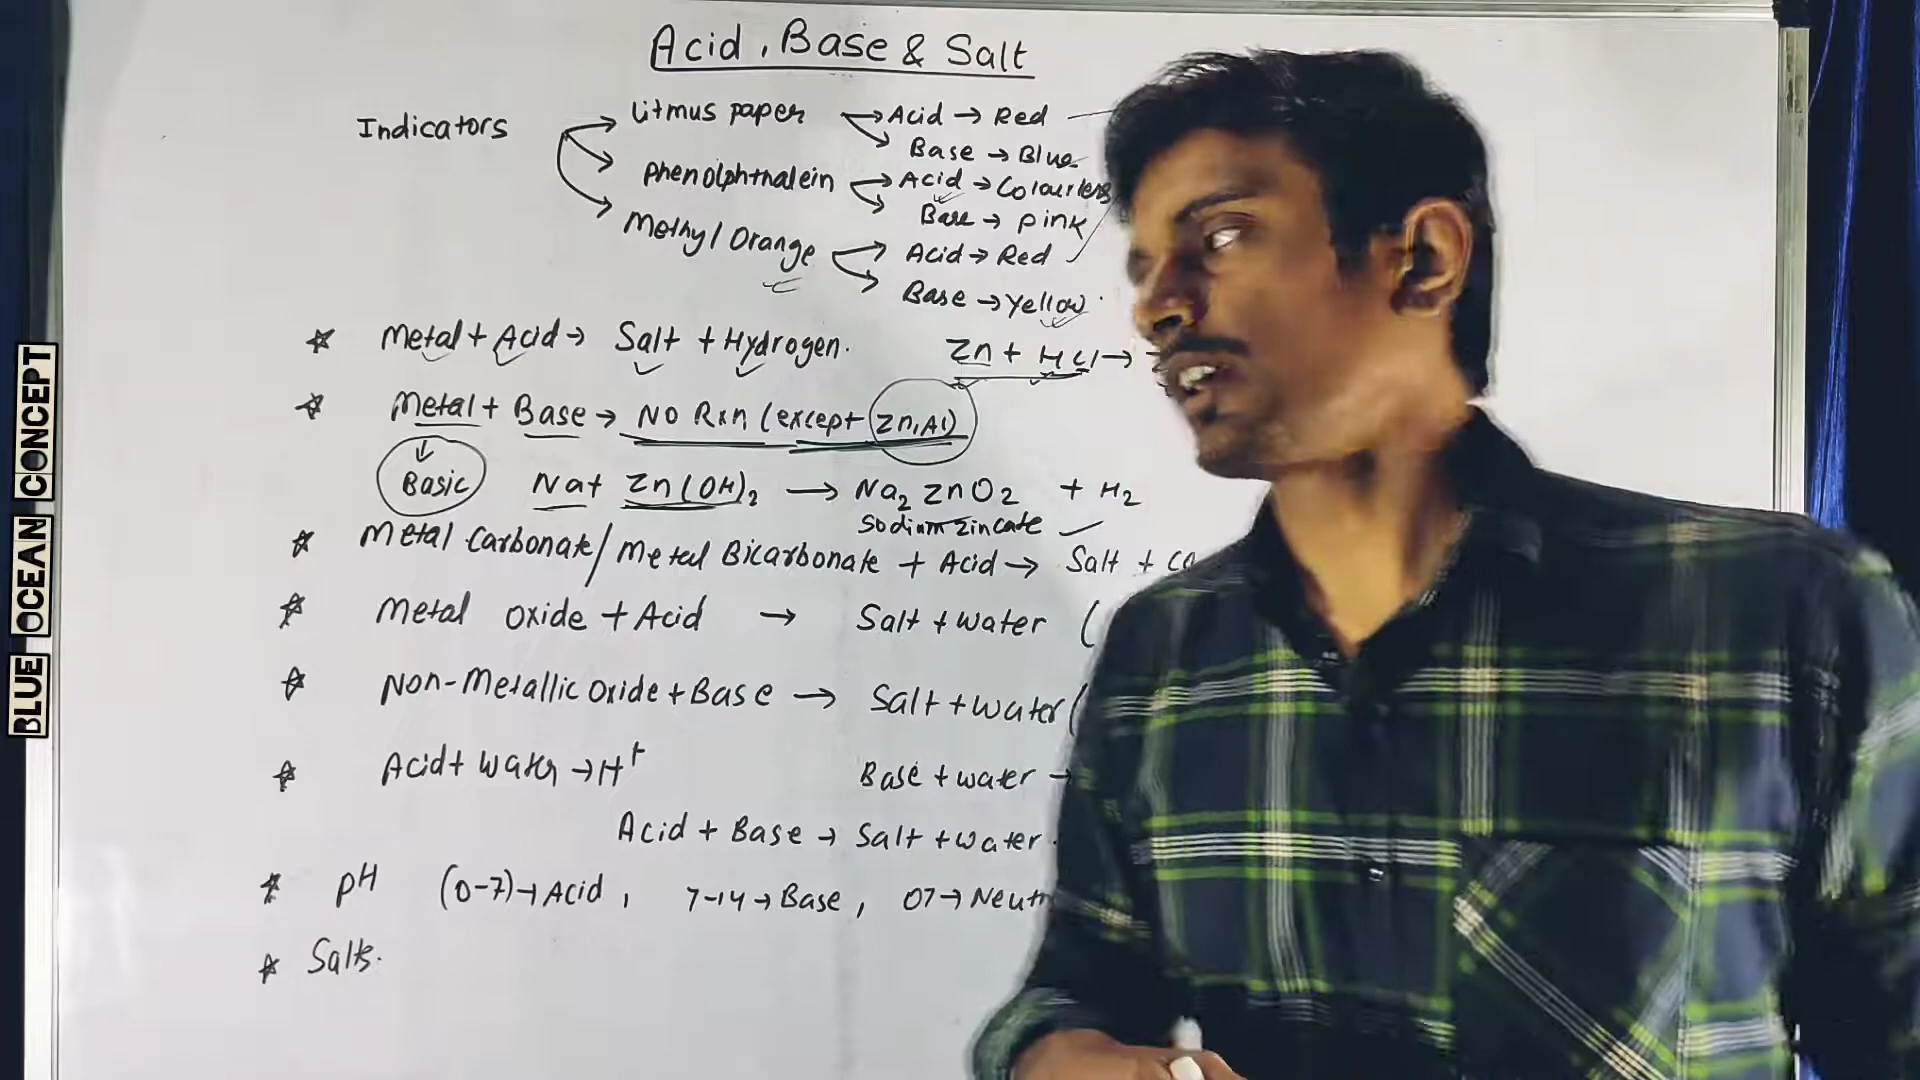 Acid, Base & Salt
Indicators
Litmus paper → Acid → Red
Base → Blue
Phenolphthalein → Acid → Colourless
Base → pink
Methyl Orange → Acid → Red
Base → Yellow
Metal + Acid → Salt + Hydrogen. Zn + HCl →
Metal + Base → NO Rxn (except Zn, Al)
Basic Na + Zn(OH)2 → Na2ZnO2 + H2
Sodium zincate
Metal Carbonate/Metal Bicarbonate + Acid → Salt +
Metal Oxide + Acid → Salt + water (
Non-Metallic Oxide + Base → Salt + water (
Acid + water → H+ Base + water →
Acid + Base → Salt + water.
pH (0-7) → Acid, 7-14 → Base, 07 →
Salts.
BLUE OCEAN CONCEPT